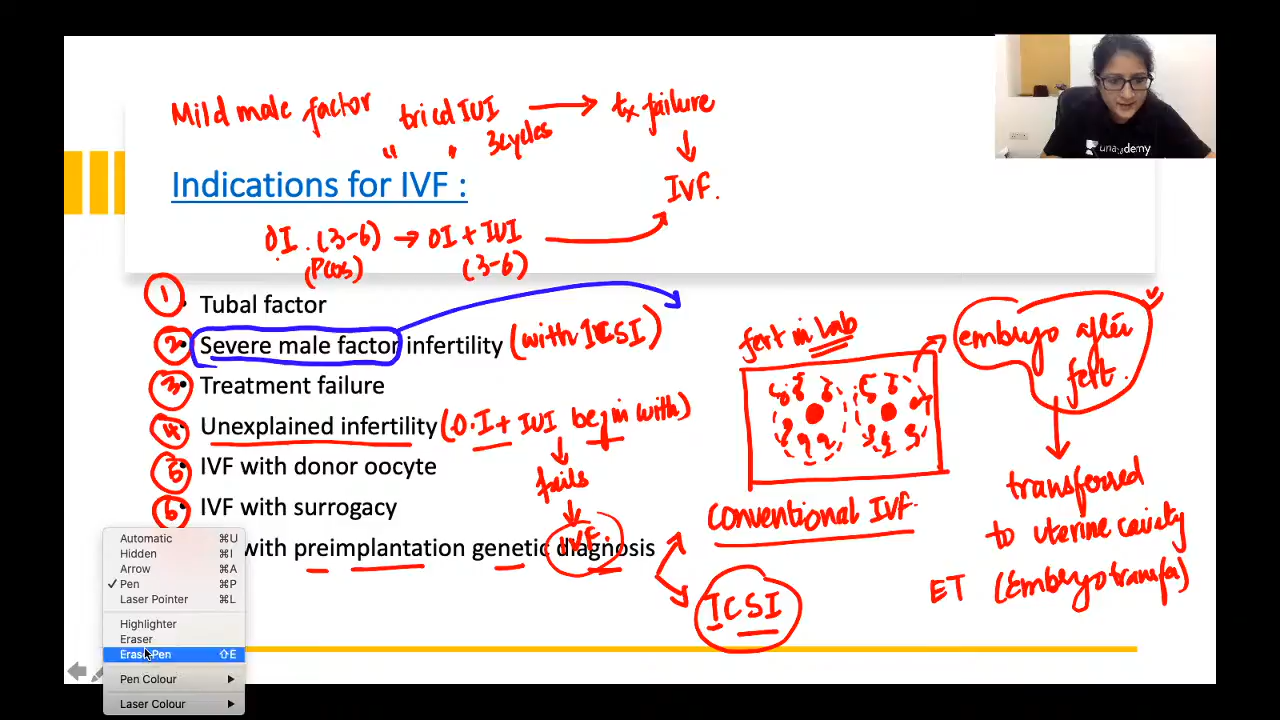 Mild male factor tried IUI → tx failure
" " 3 cycles
↓
Indications for IVF :
IVF.
OI. (3-6) → OI + IUI
(PCOS) (3-6)
① • Tubal factor
② • Severe male factor infertility (with ICSI)
③ • Treatment failure
④ • Unexplained infertility (O.I + IUI begin with)
fails
IVF.
⑤ • IVF with donor oocyte
⑥ • IVF with surrogacy
with preimplantation genetic diagnosis
fert in Lab
conventional IVF.
ICSI
embryo after
fert.
transferred
to uterine cavity
ET (Embryo transfer)
unacademy
Automatic ⌘U
Hidden ⌘I
Arrow ⌘A
✓ Pen ⌘P
Laser Pointer ⌘L
Highlighter
Eraser
Erase Pen ⇧E
Pen Colour
Laser Colour